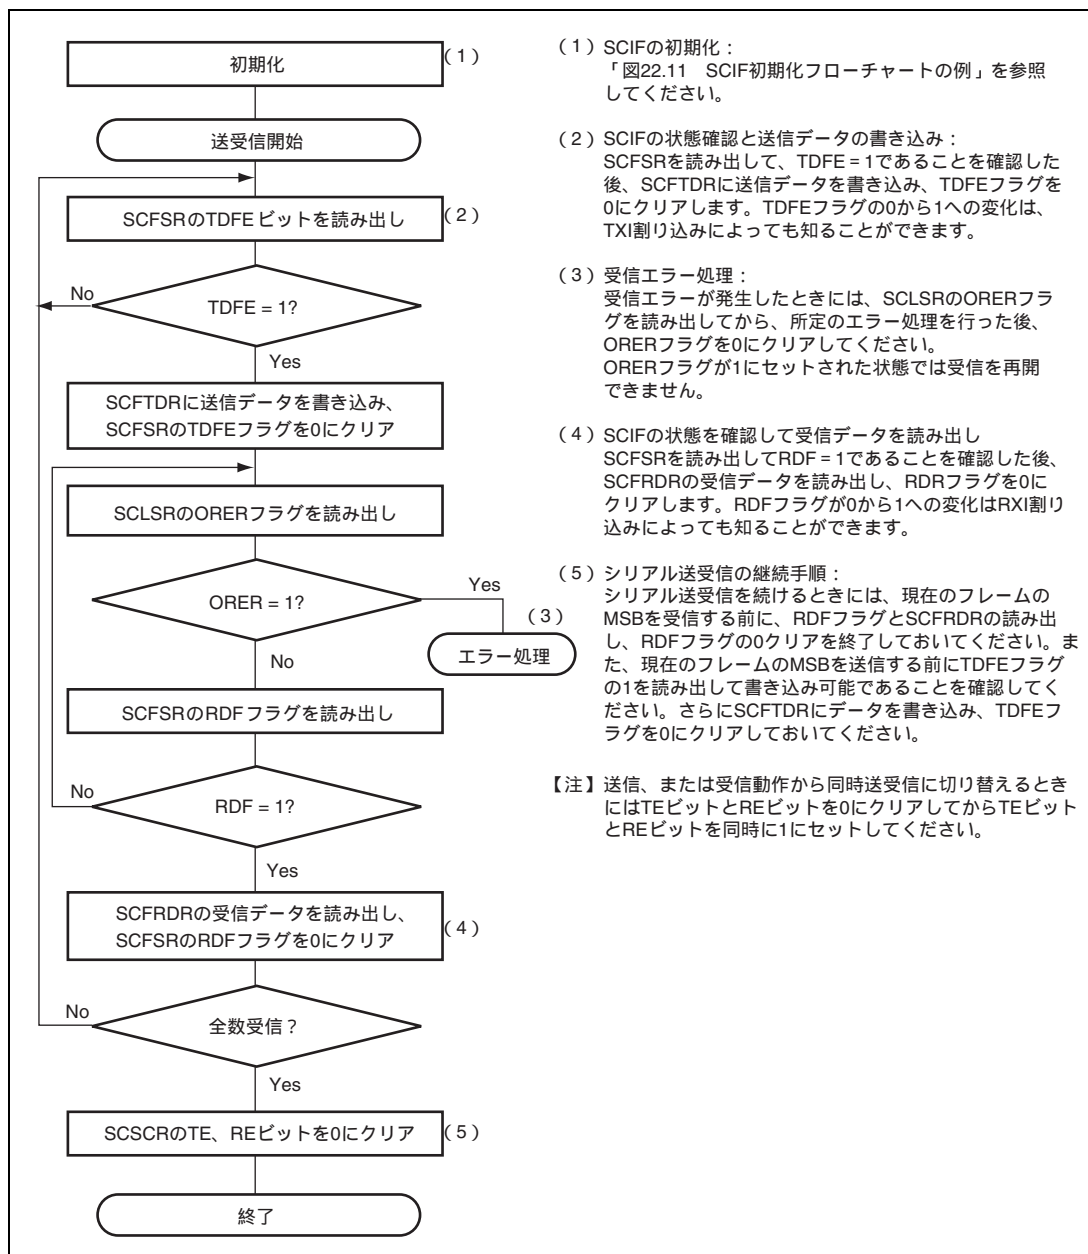 初期化
（1）
送受信開始
SCFSRのTDFEビットを読み出し
（2）
TDFE = 1?
No
Yes
SCFTDRに送信データを書き込み、
SCFSRのTDFEフラグを0にクリア
SCLSRのORERフラグを読み出し
ORER = 1?
Yes
（3）
エラー処理
No
SCFSRのRDFフラグを読み出し
RDF = 1?
No
Yes
SCFRDRの受信データを読み出し、
SCFSRのRDFフラグを0にクリア
（4）
全数受信？
No
Yes
SCSCRのTE、REビットを0にクリア
（5）
終了
（1）SCIFの初期化：
「図22.11　SCIF初期化フローチャートの例」を参照
してください。
（2）SCIFの状態確認と送信データの書き込み：
SCFSRを読み出して、TDFE = 1であることを確認した
後、SCFTDRに送信データを書き込み、TDFEフラグを
0にクリアします。TDFEフラグの0から1への変化は、
TXI割り込みによっても知ることができます。
（3）受信エラー処理：
受信エラーが発生したときには、SCLSRのORERフラ
グを読み出してから、所定のエラー処理を行った後、
ORERフラグを0にクリアしてください。
ORERフラグが1にセットされた状態では受信を再開
できません。
（4）SCIFの状態を確認して受信データを読み出し
SCFSRを読み出してRDF = 1であることを確認した後、
SCFRDRの受信データを読み出し、RDRフラグを0に
クリアします。RDFフラグが0から1への変化はRXI割り
込みによっても知ることができます。
（5）シリアル送受信の継続手順：
シリアル送受信を続けるときには、現在のフレームの
MSBを受信する前に、RDFフラグとSCFRDRの読み出
し、RDFフラグの0クリアを終了しておいてください。ま
た、現在のフレームのMSBを送信する前にTDFEフラグ
の1を読み出して書き込み可能であることを確認してく
ださい。さらにSCFTDRにデータを書き込み、TDFEフ
ラグを0にクリアしておいてください。
【注】送信、または受信動作から同時送受信に切り替えるとき
にはTEビットとREビットを0にクリアしてからTEビット
とREビットを同時に1にセットしてください。